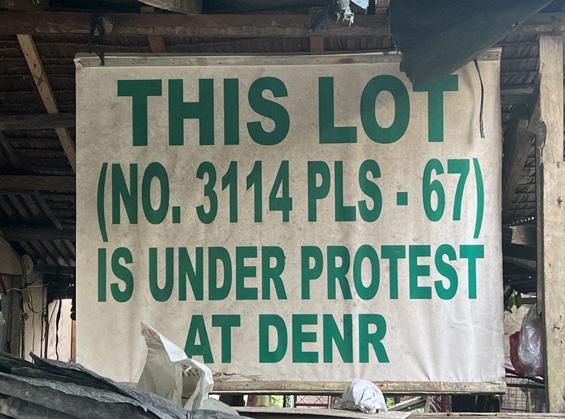 THIS LOT
(NO. 3114 PLS - 67)
IS UNDER PROTEST
AT DENR